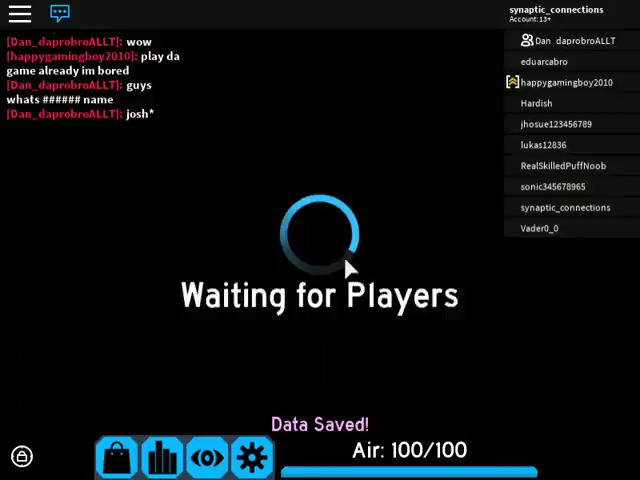 synaptic_connections
Account: 13+
[Dan_daprobroALLT]: wow
[happygamingboy2010]: play da
game already im bored
[Dan_daprobroALLT]: guys
whats ###### name
[Dan_daprobroALLT]: josh*
Dan_daprobroALLT
eduarcabro
happygamingboy2010
Hardish
jhosue123456789
lukas12836
RealSkilledPuffNoob
sonic345678965
synaptic_connections
Vader0_0
Waiting for Players
Data Saved!
Air: 100/100